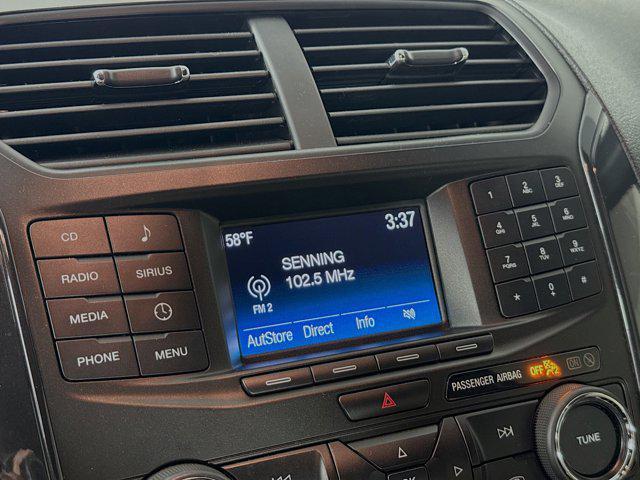 58°F
3:37
SENNING
102.5 MHz
FM 2
AutStore
Direct
Info
CD
RADIO
SIRIUS
MEDIA
PHONE
MENU
1
2 ABC
3 DEF
4 GHI
5 JKL
6 MNO
7 PQRS
8 TUV
9 WXYZ
*
0
#
PASSENGER AIRBAG
OFF
ON
TUNE
OK